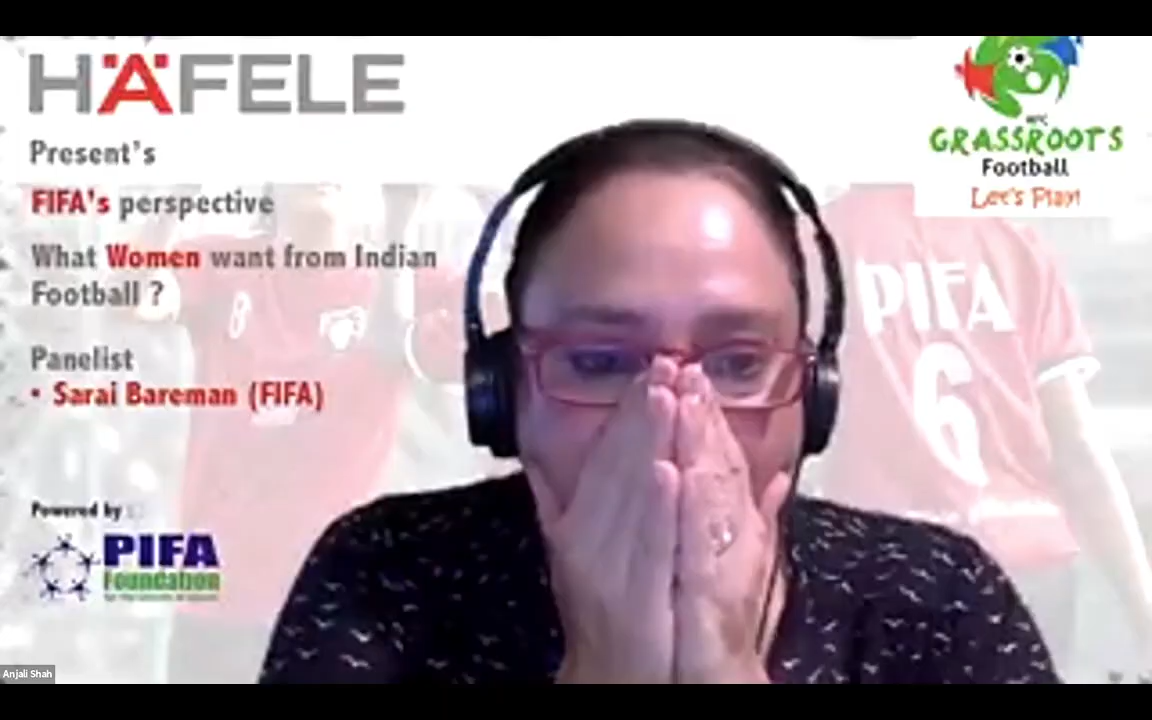 HÄFELE
Present's
FIFA's perspective
What Women want from Indian
Football ?
Panelist
• Sarai Bareman (FIFA)
Powered by :
PIFA
Foundation
GRASSROOTS
Football
Let's Play!
PIFA
6
8
Anjali Shah